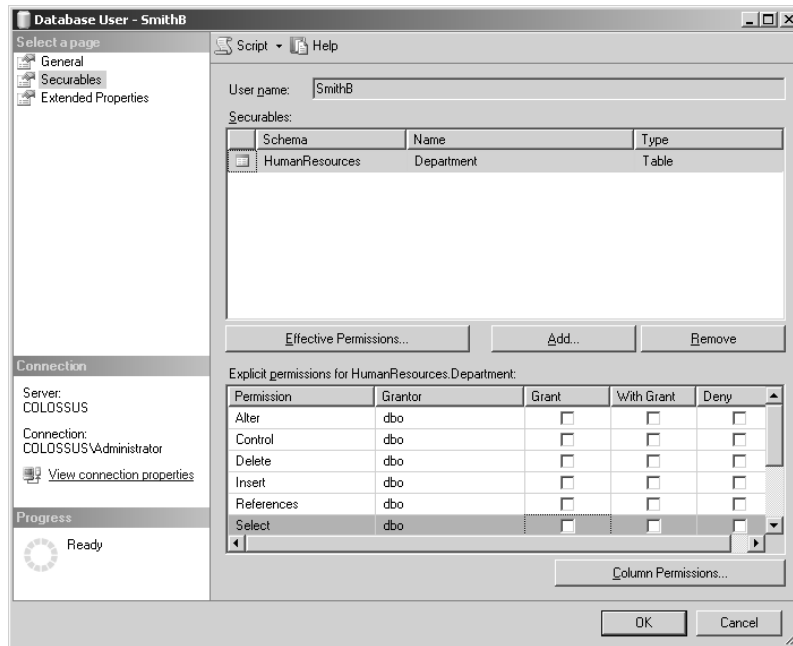 Database User - SmithB
Select a page
General
Securables
Extended Properties
Script Help
User name: SmithB
Securables:
Schema Name Type
HumanResources Department Table
Effective Permissions... Add... Remove
Connection
Server:
COLOSSUS
Connection:
COLOSSUS\Administrator
View connection properties
Progress
Ready
Explicit permissions for HumanResources.Department:
Permission Grantor Grant With Grant Deny
Alter dbo
Control dbo
Delete dbo
Insert dbo
References dbo
Select dbo
Column Permissions...
OK Cancel